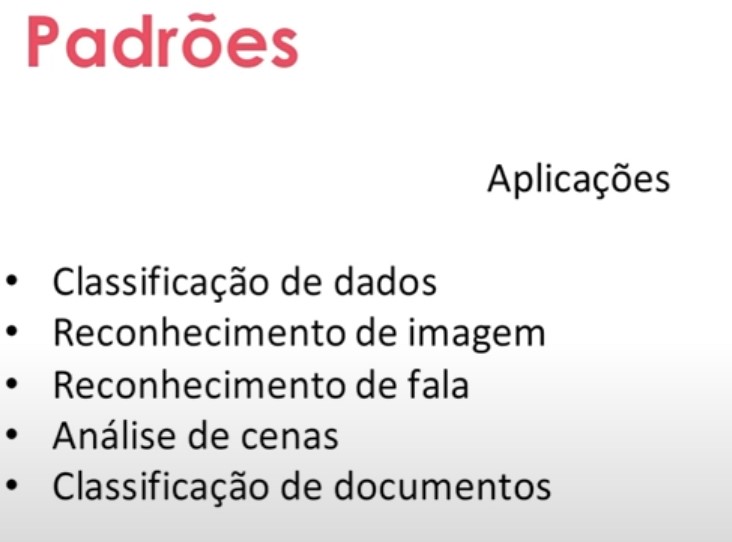 Padrões
Aplicações
• Classificação de dados
• Reconhecimento de imagem
• Reconhecimento de fala
• Análise de cenas
• Classificação de documentos